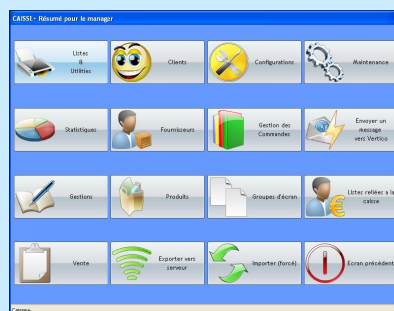 CAISSE+ Résumé pour le manager
Listes
&
Utilities
Clients
Configurations
Maintenance
Statistiques
Fournisseurs
Gestion des
Commandes
Envoyer un
message
vers Vertico
Gestions
Produits
Groupes d'écran
Listes reliées a la
caisse
Vente
Exporter vers
serveur
Importer (forcé)
Ecran précédent
Caisse+